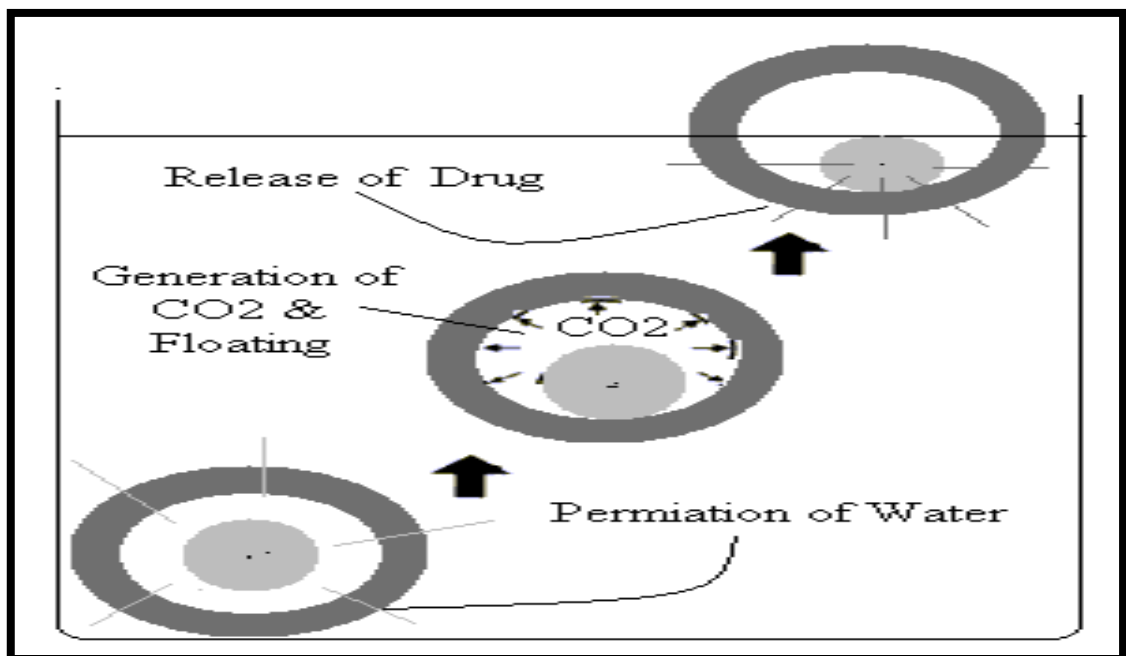 Release of Drug
Generation of
CO2 &
Floating
CO2
Permiation of Water